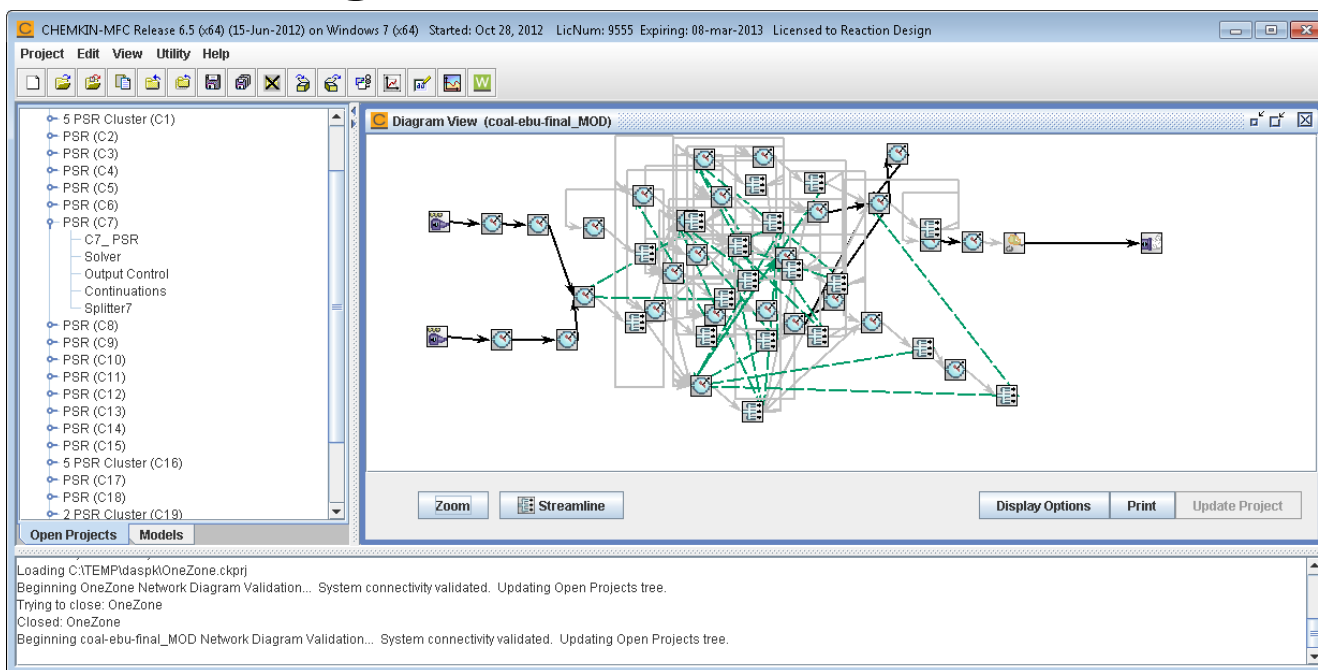 CHEMKIN-MFC Release 6.5 (x64) (15-Jun-2012) on Windows 7 (x64) Started: Oct 28, 2012 LicNum: 9555 Expiring: 08-mar-2013 Licensed to Reaction Design
Project Edit View Utility Help
5 PSR Cluster (C1)
PSR (C2)
PSR (C3)
PSR (C4)
PSR (C5)
PSR (C6)
PSR (C7)
C7_ PSR
Solver
Output Control
Continuations
Splitter7
PSR (C8)
PSR (C9)
PSR (C10)
PSR (C11)
PSR (C12)
PSR (C13)
PSR (C14)
PSR (C15)
5 PSR Cluster (C16)
PSR (C17)
PSR (C18)
2 PSR Cluster (C19)
Open Projects Models
Diagram View (coal-ebu-final_MOD)
Zoom Streamline Display Options Print Update Project
Loading C:\TEMP\daspk\OneZone.ckprj
Beginning OneZone Network Diagram Validation... System connectivity validated. Updating Open Projects tree.
Trying to close: OneZone
Closed: OneZone
Beginning coal-ebu-final_MOD Network Diagram Validation... System connectivity validated. Updating Open Projects tree.